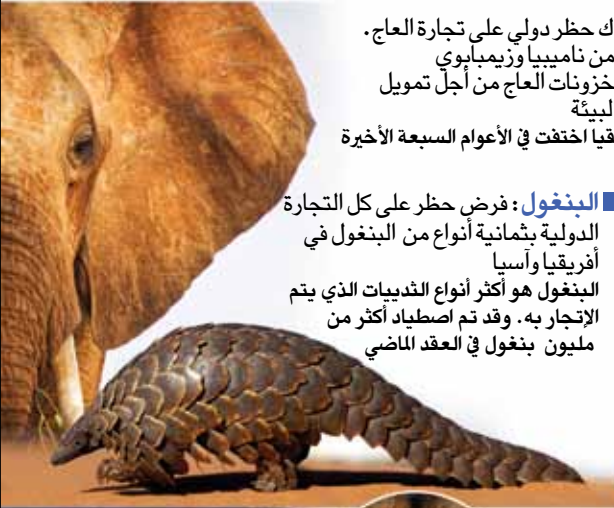 ك حظر دولي على تجارة العاج.
من ناميبيا وزيمبابوي
خزونات العاج من أجل تمويل
لبيئة
قيا اختفت في الأعوام السبعة الأخيرة
البنغول: فرض حظر على كل التجارة
الدولية بثمانية أنواع من البنغول في
أفريقيا وآسيا
البنغول هو أكثر أنواع الثدييات الذي يتم
الإتجار به. وقد تم اصطياد أكثر من
مليون بنغول في العقد الماضي